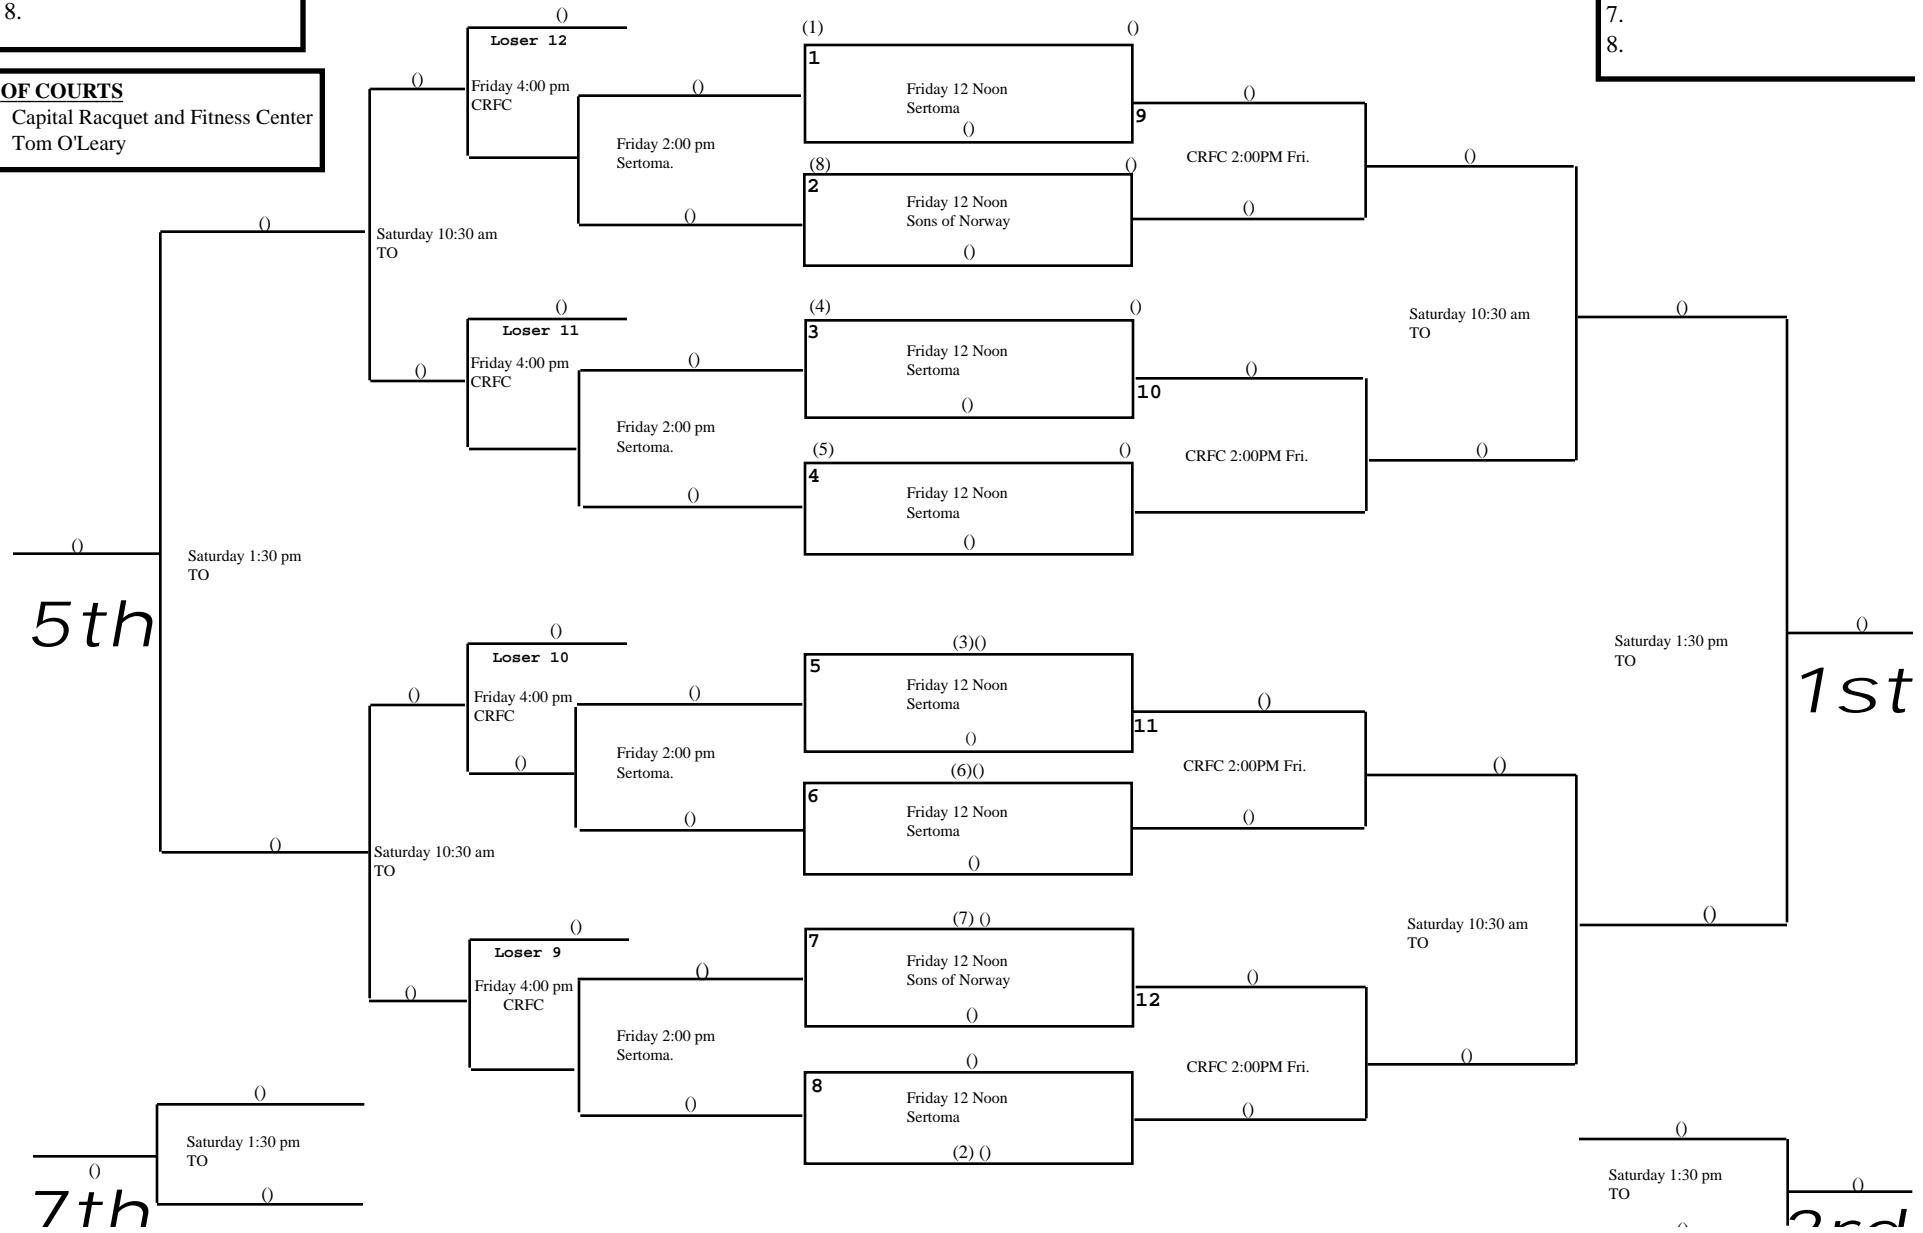 8.
OF COURTS
Capital Racquet and Fitness Center
Tom O'Leary
7.
8.
()
Loser 12
()
Friday 4:00 pm
CRFC
()
Friday 2:00 pm
Sertoma.
()
()
Saturday 10:30 am
TO
()
Loser 11
()
Friday 4:00 pm
CRFC
()
Friday 2:00 pm
Sertoma.
()
()
Saturday 1:30 pm
TO
5th
()
Loser 10
()
Friday 4:00 pm
CRFC
()
()
Friday 2:00 pm
Sertoma.
()
()
Saturday 10:30 am
TO
()
Loser 9
()
Friday 4:00 pm
CRFC
()
Friday 2:00 pm
Sertoma.
()
()
Saturday 1:30 pm
TO
()
()
7th
(1) ()
1
Friday 12 Noon
Sertoma
()
(8) ()
2
Friday 12 Noon
Sons of Norway
()
(4) ()
3
Friday 12 Noon
Sertoma
()
(5) ()
4
Friday 12 Noon
Sertoma
()
(3)()
5
Friday 12 Noon
Sertoma
()
(6)()
6
Friday 12 Noon
Sertoma
()
(7) ()
7
Friday 12 Noon
Sons of Norway
()
()
8
Friday 12 Noon
Sertoma
(2) ()
()
9
CRFC 2:00PM Fri.
()
()
Saturday 10:30 am
TO
()
()
10
CRFC 2:00PM Fri.
()
()
Saturday 1:30 pm
TO
()
1st
()
11
CRFC 2:00PM Fri.
()
()
Saturday 10:30 am
TO
()
()
12
CRFC 2:00PM Fri.
()
()
()
Saturday 1:30 pm
TO
()
()
3rd